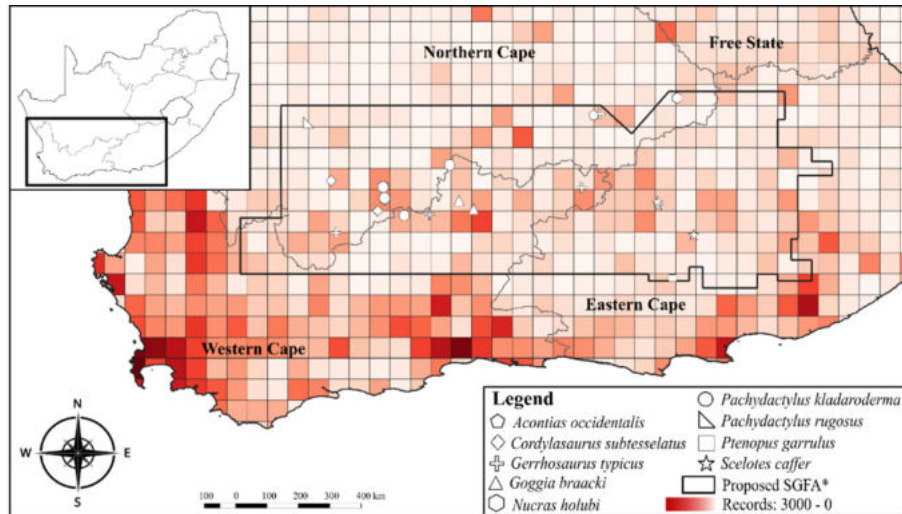 Northern Cape
Free State
Eastern Cape
Western Cape
N
W E
S
100 0 100 200 300 400 km
Legend
Acontias occidentalis
Cordylasaurus subtesselatus
Gerrhosaurus typicus
Goggia braacki
Nucras holubi
Pachydactylus kladaroderma
Pachydactylus rugosus
Ptenopus garrulus
Scelotes caffer
Proposed SGFA*
Records: 3000 - 0